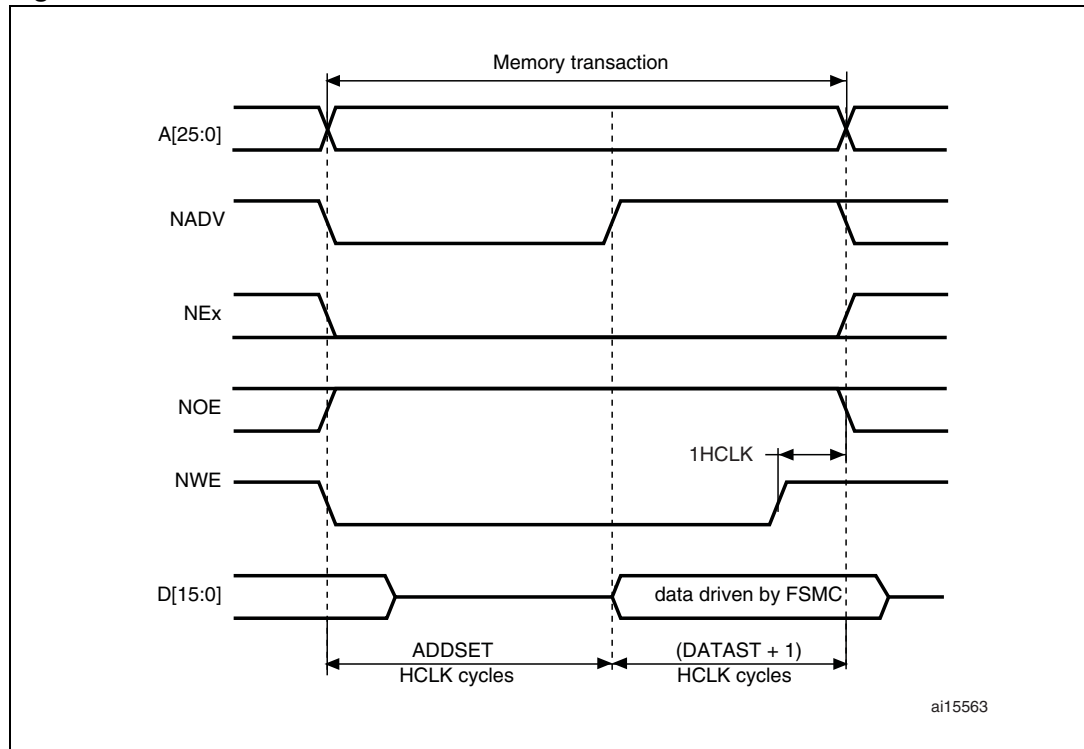 Memory transaction
A[25:0]
NADV
NEx
NOE
1HCLK
NWE
D[15:0]
data driven by FSMC
ADDSET
HCLK cycles
(DATAST + 1)
HCLK cycles
ai15563